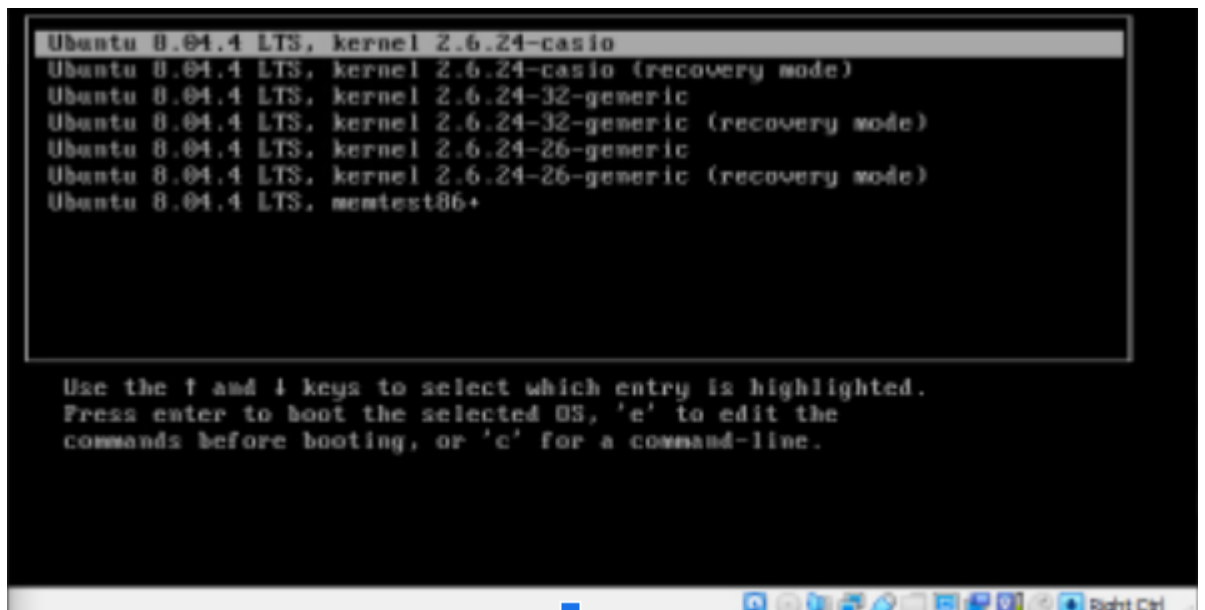 Ubuntu 8.04.4 LTS, kernel 2.6.24-casio
Ubuntu 8.04.4 LTS, kernel 2.6.24-casio (recovery mode)
Ubuntu 8.04.4 LTS, kernel 2.6.24-32-generic
Ubuntu 8.04.4 LTS, kernel 2.6.24-32-generic (recovery mode)
Ubuntu 8.04.4 LTS, kernel 2.6.24-26-generic
Ubuntu 8.04.4 LTS, kernel 2.6.24-26-generic (recovery mode)
Ubuntu 8.04.4 LTS, memtest86+
Use the ↑ and ↓ keys to select which entry is highlighted.
Press enter to boot the selected OS, 'e' to edit the
commands before booting, or 'c' for a command-line.
Right Ctrl